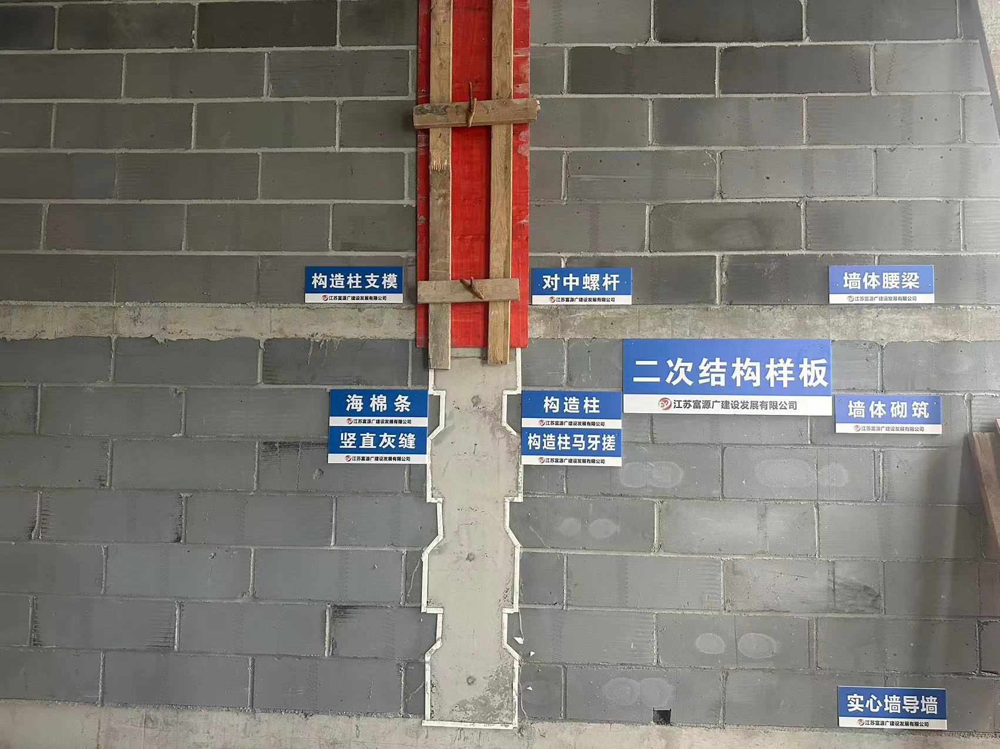 构造柱支模
江苏富源广建设发展有限公司
对中螺杆
江苏富源广建设发展有限公司
墙体腰梁
江苏富源广建设发展有限公司
二次结构样板
江苏富源广建设发展有限公司
海棉条
江苏富源广建设发展有限公司
竖直灰缝
江苏富源广建设发展有限公司
构造柱
江苏富源广建设发展有限公司
构造柱马牙搓
江苏富源广建设发展有限公司
墙体砌筑
江苏富源广建设发展有限公司
实心墙导墙
江苏富源广建设发展有限公司